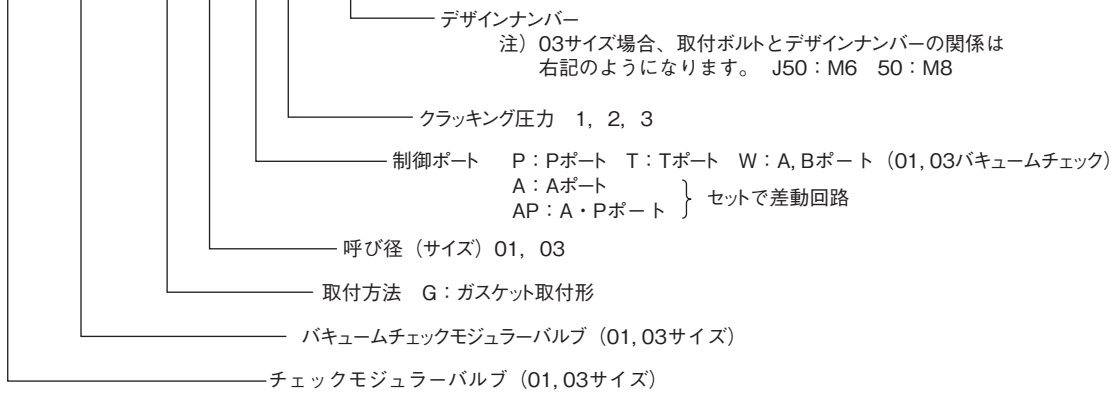 デザインナンバー
注）03サイズ場合、取付ボルトとデザインナンバーの関係は
右記のようになります。 J50：M6 50：M8
クラッキング圧力 1，2，3
制御ポート P：Pポート T：Tポート W：A,Bポート（01,03バキュームチェック）
A：Aポート
AP：A・Pポート } セットで差動回路
呼び径（サイズ）01，03
取付方法 G：ガスケット取付形
バキュームチェックモジュラーバルブ（01,03サイズ）
チェックモジュラーバルブ（01,03サイズ）